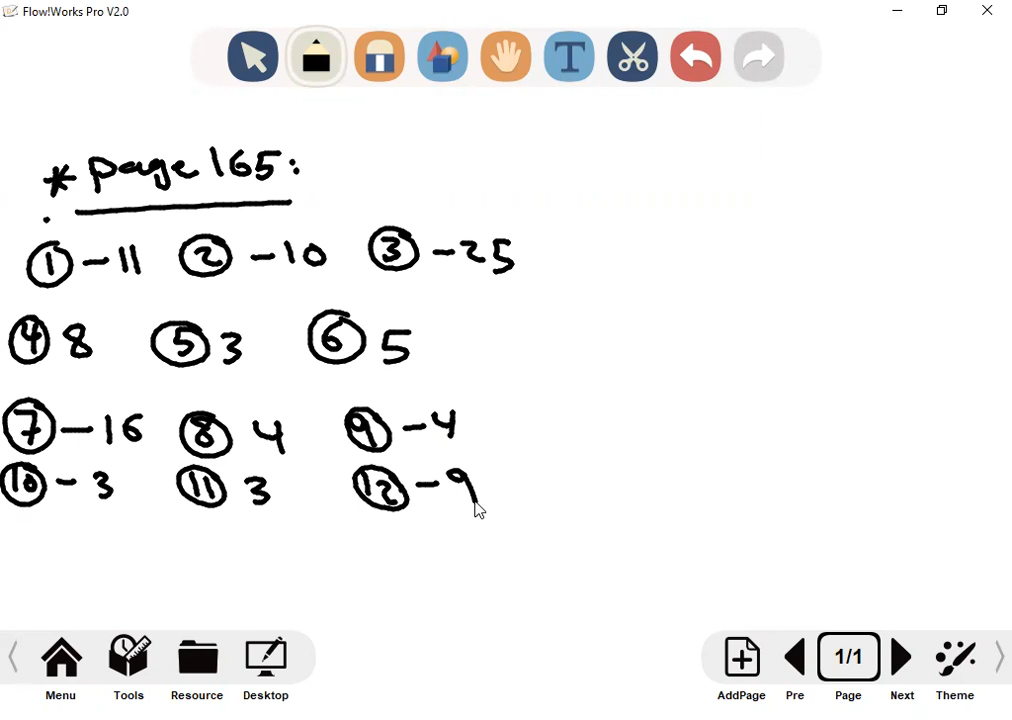 Flow!Works Pro V2.0
* page 165:
① -11 ② -10 ③ -25
④ 8 ⑤ 3 ⑥ 5
⑦ -16 ⑧ 4 ⑨ -4
⑩ -3 ⑪ 3 ⑫ -9
1/1
Menu Tools Resource Desktop AddPage Pre Page Next Theme